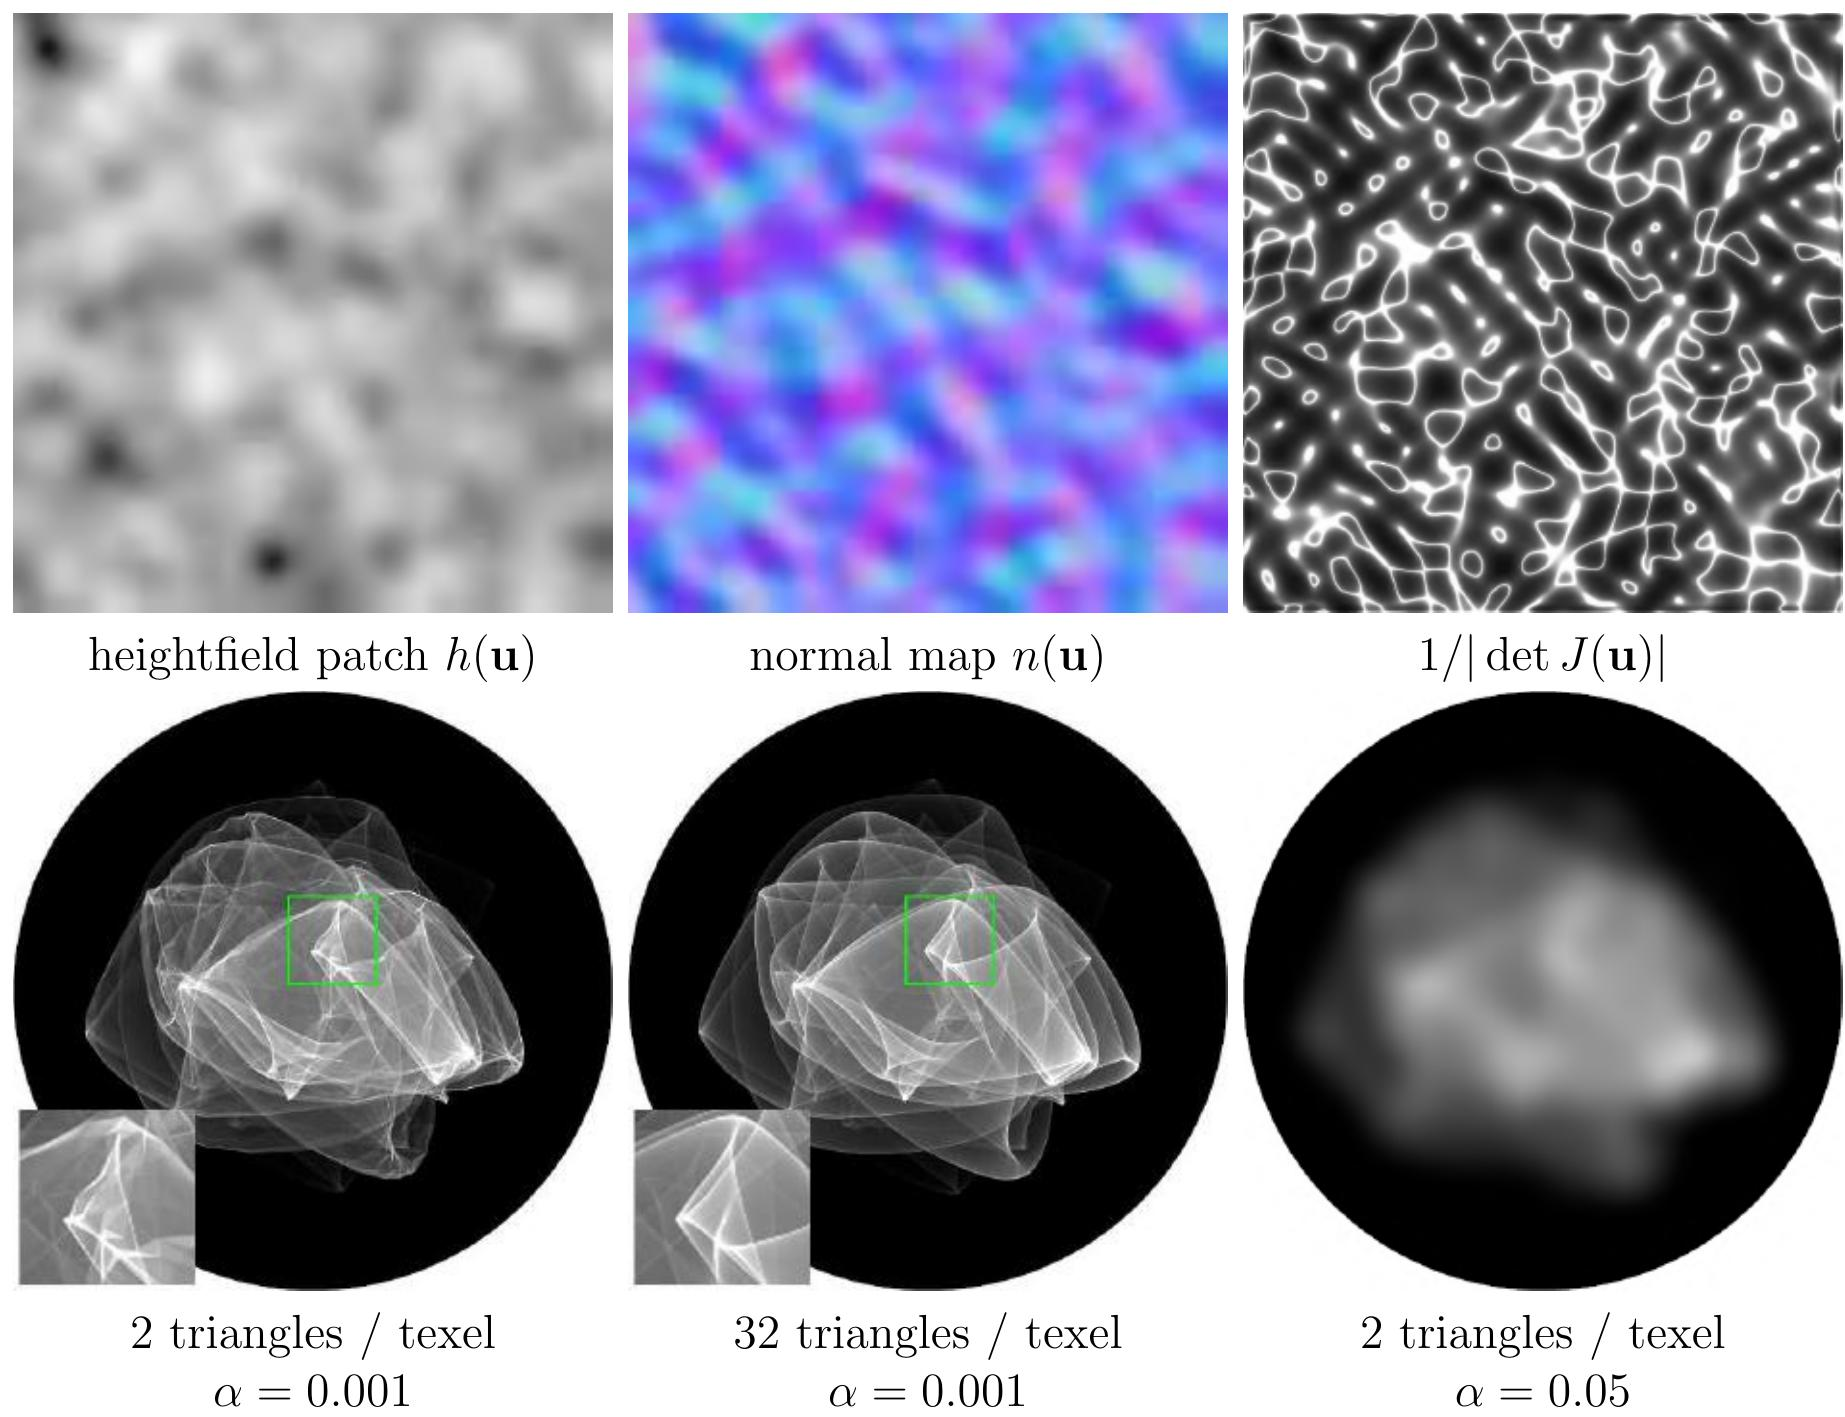 heightfield patch h(u)
normal map n(u)
1/| det J(u)|
2 triangles / texel
α = 0.001
32 triangles / texel
α = 0.001
2 triangles / texel
α = 0.05